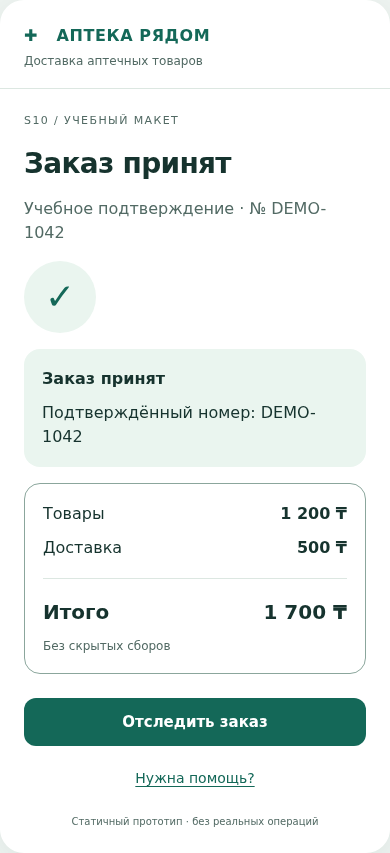 ✚ АПТЕКА РЯДОМ
Доставка аптечных товаров
S10 / УЧЕБНЫЙ МАКЕТ
Заказ принят
Учебное подтверждение · № DEMO-
1042
✓
Заказ принят
Подтверждённый номер: DEMO-
1042
Товары 1 200 ₸
Доставка 500 ₸
Итого 1 700 ₸
Без скрытых сборов
Отследить заказ
Нужна помощь?
Статичный прототип · без реальных операций